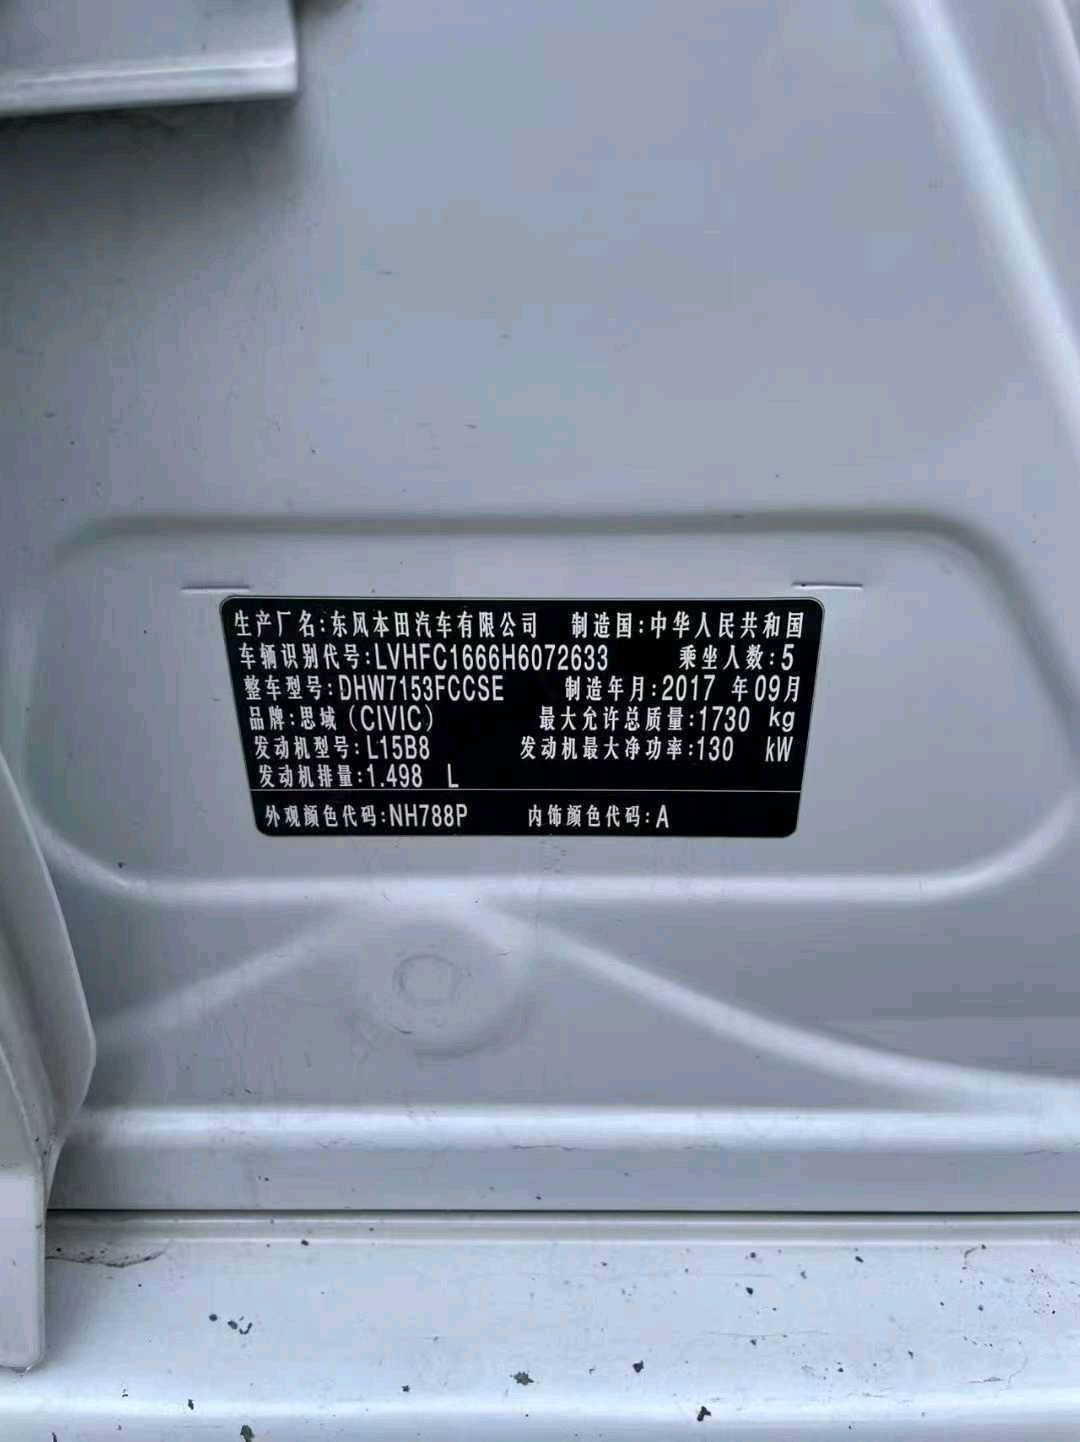 生产厂名:东风本田汽车有限公司 制造国:中华人民共和国
车辆识别代号:LVHFC1666H6072633 乘坐人数:5
整车型号:DHW7153FCCSE 制造年月:2017 年09月
品牌:思域(CIVIC) 最大允许总质量:1730 kg
发动机型号:L15B8 发动机最大净功率:130 kW
发动机排量:1.498 L
外观颜色代码:NH788P 内饰颜色代码:A